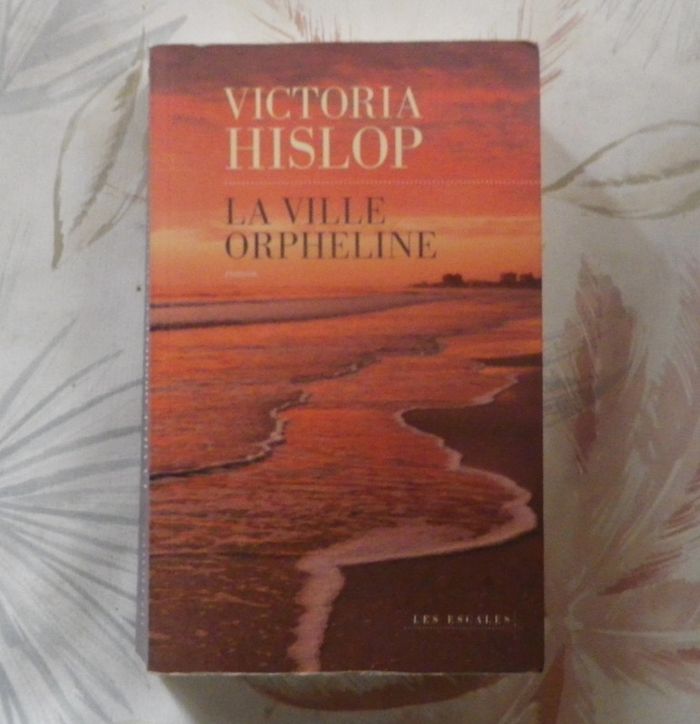 VICTORIA
HISLOP
LA VILLE
ORPHELINE
roman
LES ESCALES